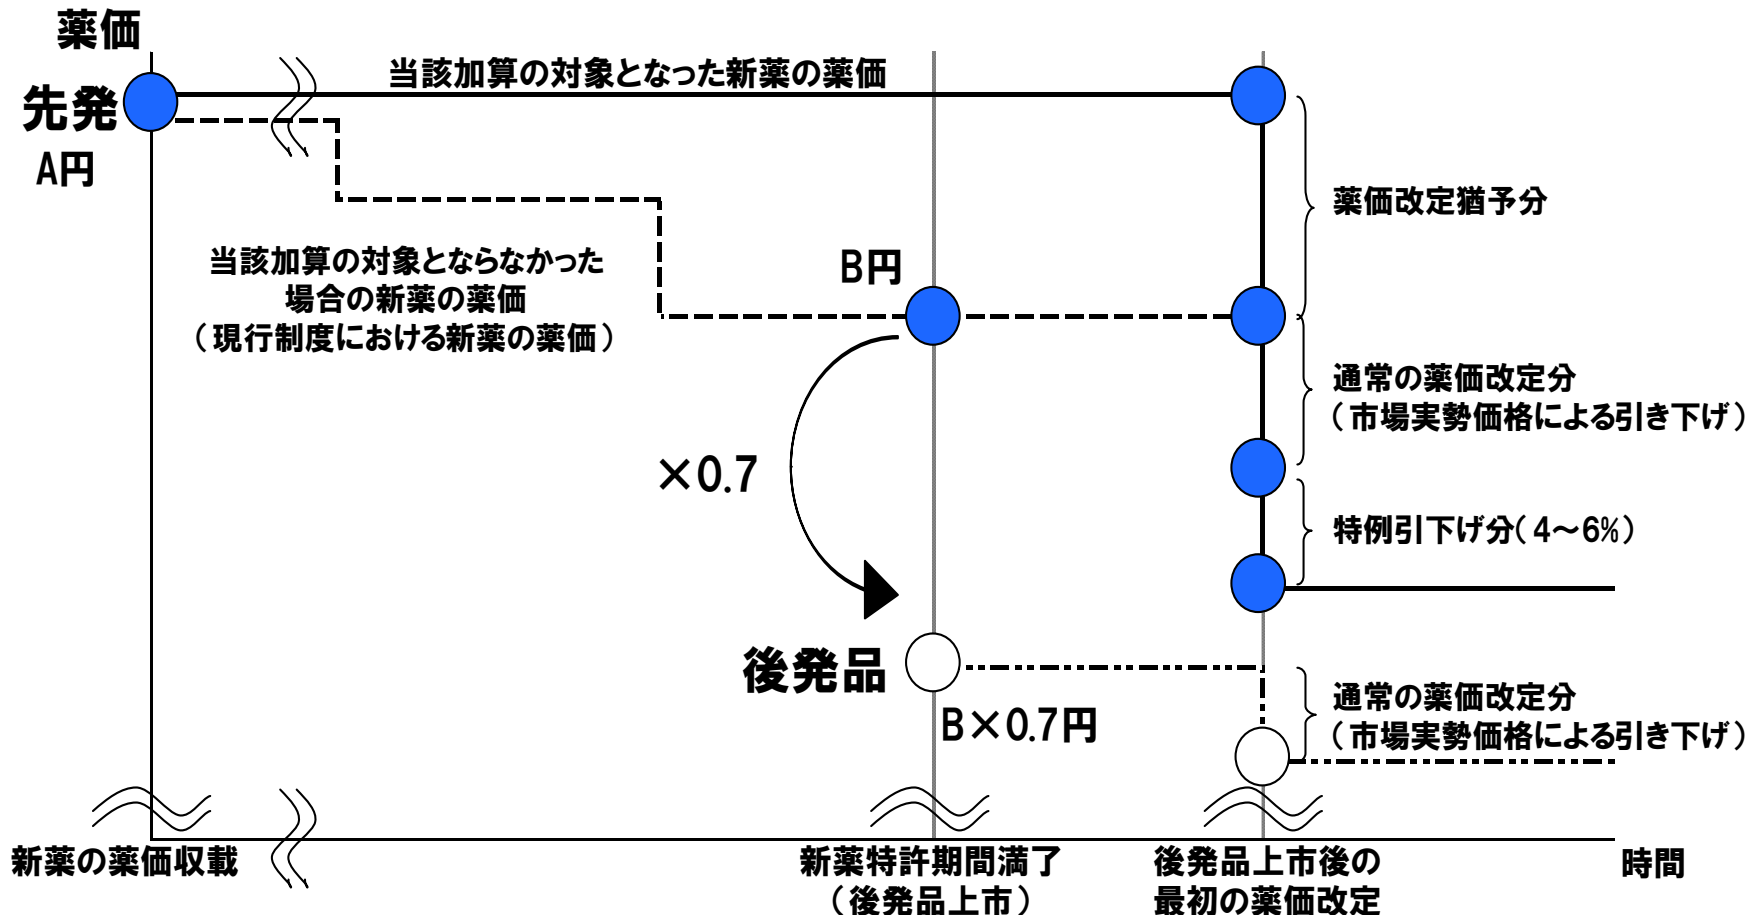 薬価
先発
A円
当該加算の対象となった新薬の薬価
薬価改定猶予分
当該加算の対象とならなかった
場合の新薬の薬価
（現行制度における新薬の薬価）
B円
通常の薬価改定分
（市場実勢価格による引き下げ）
×0.7
特例引下げ分（4～6%）
後発品
B×0.7円
通常の薬価改定分
（市場実勢価格による引き下げ）
新薬の薬価収載
新薬特許期間満了
（後発品上市）
後発品上市後の
最初の薬価改定
時間